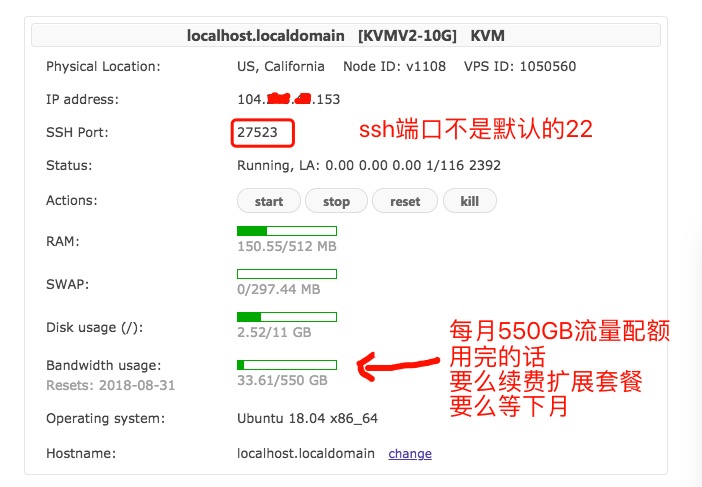 localhost.localdomain [KVMV2-10G] KVM
Physical Location: US, California Node ID: v1108 VPS ID: 1050560
IP address: 104. .153
SSH Port: 27523 ssh端口不是默认的22
Status: Running, LA: 0.00 0.00 0.00 1/116 2392
Actions: start stop reset kill
RAM:
150.55/512 MB
SWAP:
0/297.44 MB
Disk usage (/):
2.52/11 GB
Bandwidth usage:
Resets: 2018-08-31
33.61/550 GB
每月550GB流量配额
用完的话
要么续费扩展套餐
要么等下月
Operating system: Ubuntu 18.04 x86_64
Hostname: localhost.localdomain change